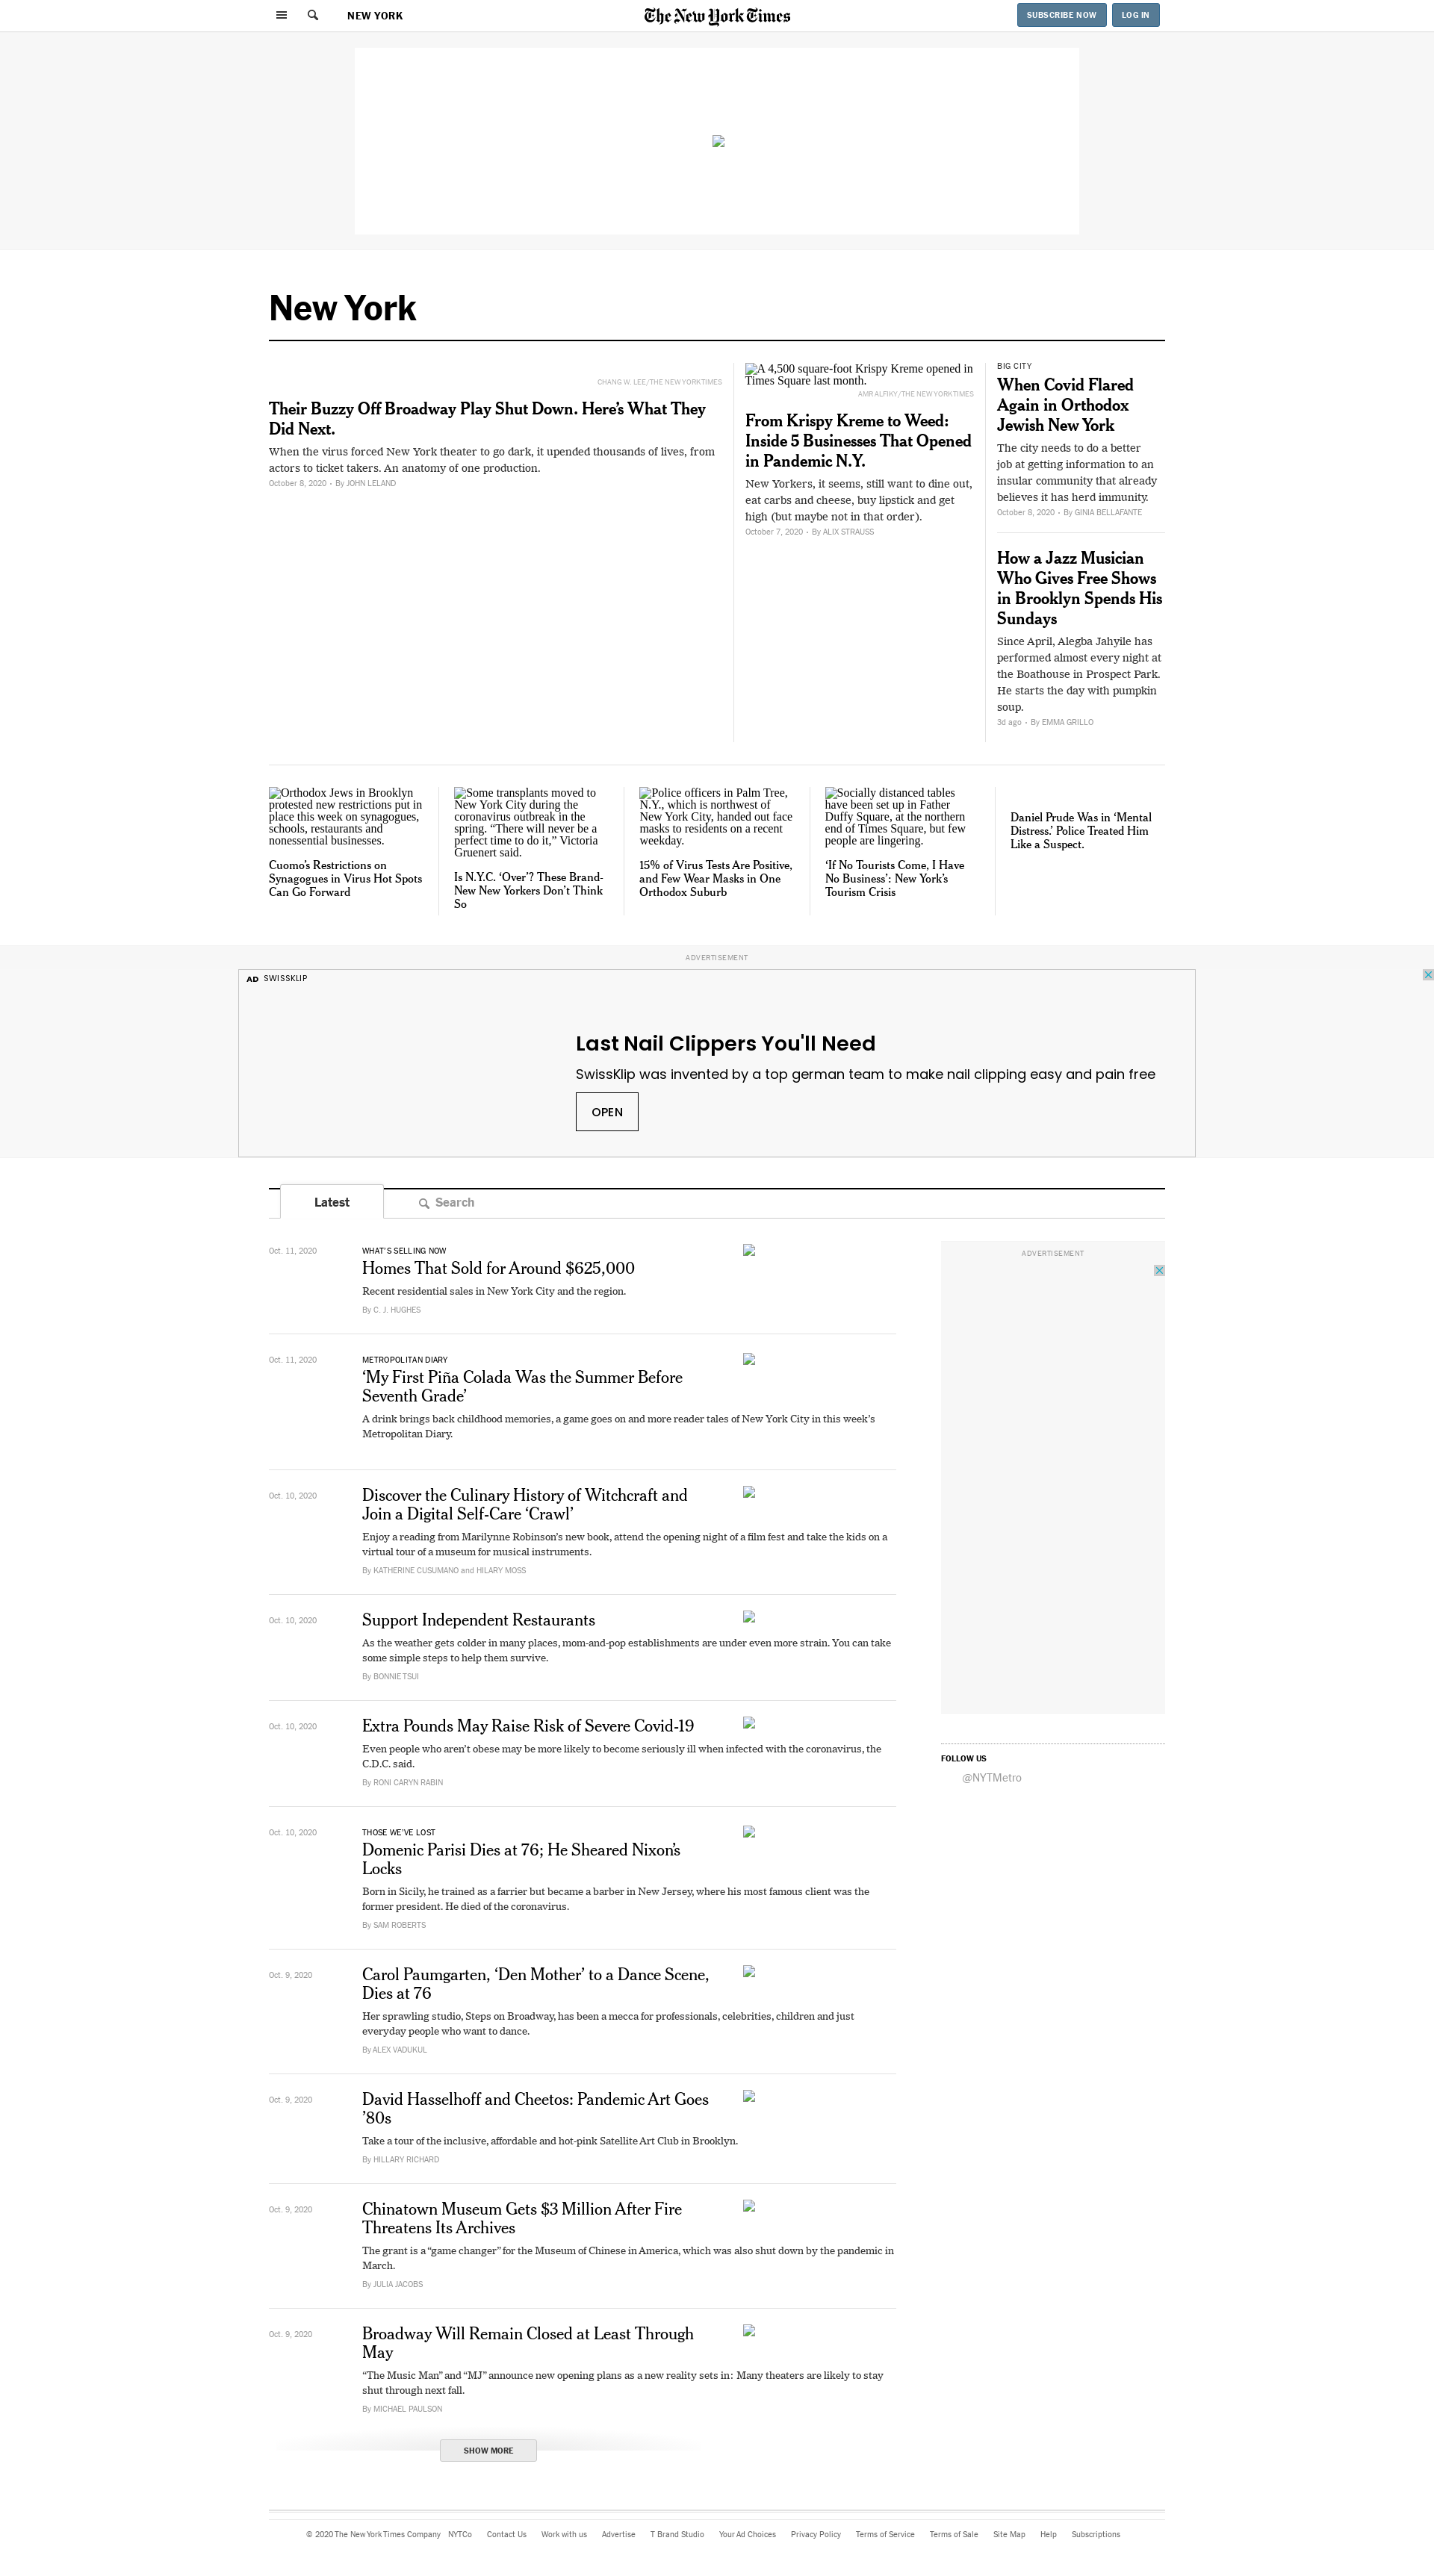 NEW YORK
The New York Times
SUBSCRIBE NOW
LOG IN
New York
CHANG W. LEE/THE NEW YORK TIMES
Their Buzzy Off Broadway Play Shut Down. Here’s What They
Did Next.
When the virus forced New York theater to go dark, it upended thousands of lives, from
actors to ticket takers. An anatomy of one production.
October 8, 2020 • By JOHN LELAND
A 4,500 square-foot Krispy Kreme opened in
Times Square last month.
AMR ALFIKY/THE NEW YORK TIMES
From Krispy Kreme to Weed:
Inside 5 Businesses That Opened
in Pandemic N.Y.
New Yorkers, it seems, still want to dine out,
eat carbs and cheese, buy lipstick and get
high (but maybe not in that order).
October 7, 2020 • By ALIX STRAUSS
BIG CITY
When Covid Flared
Again in Orthodox
Jewish New York
The city needs to do a better
job at getting information to an
insular community that already
believes it has herd immunity.
October 8, 2020 • By GINIA BELLAFANTE
How a Jazz Musician
Who Gives Free Shows
in Brooklyn Spends His
Sundays
Since April, Alegba Jahyile has
performed almost every night at
the Boathouse in Prospect Park.
He starts the day with pumpkin
soup.
3d ago • By EMMA GRILLO
Orthodox Jews in Brooklyn
protested new restrictions put in
place this week on synagogues,
schools, restaurants and
nonessential businesses.
Cuomo’s Restrictions on
Synagogues in Virus Hot Spots
Can Go Forward
Some transplants moved to
New York City during the
coronavirus outbreak in the
spring. “There will never be a
perfect time to do it,” Victoria
Gruenert said.
Is N.Y.C. ‘Over’? These Brand-
New New Yorkers Don’t Think
So
Police officers in Palm Tree,
N.Y., which is northwest of
New York City, handed out face
masks to residents on a recent
weekday.
15% of Virus Tests Are Positive,
and Few Wear Masks in One
Orthodox Suburb
Socially distanced tables
have been set up in Father
Duffy Square, at the northern
end of Times Square, but few
people are lingering.
‘If No Tourists Come, I Have
No Business’: New York’s
Tourism Crisis
Daniel Prude Was in ‘Mental
Distress.’ Police Treated Him
Like a Suspect.
ADVERTISEMENT
AD SWISSKLIP
Last Nail Clippers You'll Need
SwissKlip was invented by a top german team to make nail clipping easy and pain free
OPEN
Latest
Search
Oct. 11, 2020
WHAT’S SELLING NOW
Homes That Sold for Around $625,000
Recent residential sales in New York City and the region.
By C. J. HUGHES
Oct. 11, 2020
METROPOLITAN DIARY
‘My First Piña Colada Was the Summer Before
Seventh Grade’
A drink brings back childhood memories, a game goes on and more reader tales of New York City in this week’s
Metropolitan Diary.
Oct. 10, 2020
Discover the Culinary History of Witchcraft and
Join a Digital Self-Care ‘Crawl’
Enjoy a reading from Marilynne Robinson’s new book, attend the opening night of a film fest and take the kids on a
virtual tour of a museum for musical instruments.
By KATHERINE CUSUMANO and HILARY MOSS
Oct. 10, 2020
Support Independent Restaurants
As the weather gets colder in many places, mom-and-pop establishments are under even more strain. You can take
some simple steps to help them survive.
By BONNIE TSUI
Oct. 10, 2020
Extra Pounds May Raise Risk of Severe Covid-19
Even people who aren’t obese may be more likely to become seriously ill when infected with the coronavirus, the
C.D.C. said.
By RONI CARYN RABIN
Oct. 10, 2020
THOSE WE’VE LOST
Domenic Parisi Dies at 76; He Sheared Nixon’s
Locks
Born in Sicily, he trained as a farrier but became a barber in New Jersey, where his most famous client was the
former president. He died of the coronavirus.
By SAM ROBERTS
Oct. 9, 2020
Carol Paumgarten, ‘Den Mother’ to a Dance Scene,
Dies at 76
Her sprawling studio, Steps on Broadway, has been a mecca for professionals, celebrities, children and just
everyday people who want to dance.
By ALEX VADUKUL
Oct. 9, 2020
David Hasselhoff and Cheetos: Pandemic Art Goes
’80s
Take a tour of the inclusive, affordable and hot-pink Satellite Art Club in Brooklyn.
By HILLARY RICHARD
Oct. 9, 2020
Chinatown Museum Gets $3 Million After Fire
Threatens Its Archives
The grant is a “game changer” for the Museum of Chinese in America, which was also shut down by the pandemic in
March.
By JULIA JACOBS
Oct. 9, 2020
Broadway Will Remain Closed at Least Through
May
“The Music Man” and “MJ” announce new opening plans as a new reality sets in: Many theaters are likely to stay
shut through next fall.
By MICHAEL PAULSON
SHOW MORE
ADVERTISEMENT
FOLLOW US
@NYTMetro
© 2020 The New York Times Company NYTCo Contact Us Work with us Advertise T Brand Studio Your Ad Choices Privacy Policy Terms of Service Terms of Sale Site Map Help Subscriptions